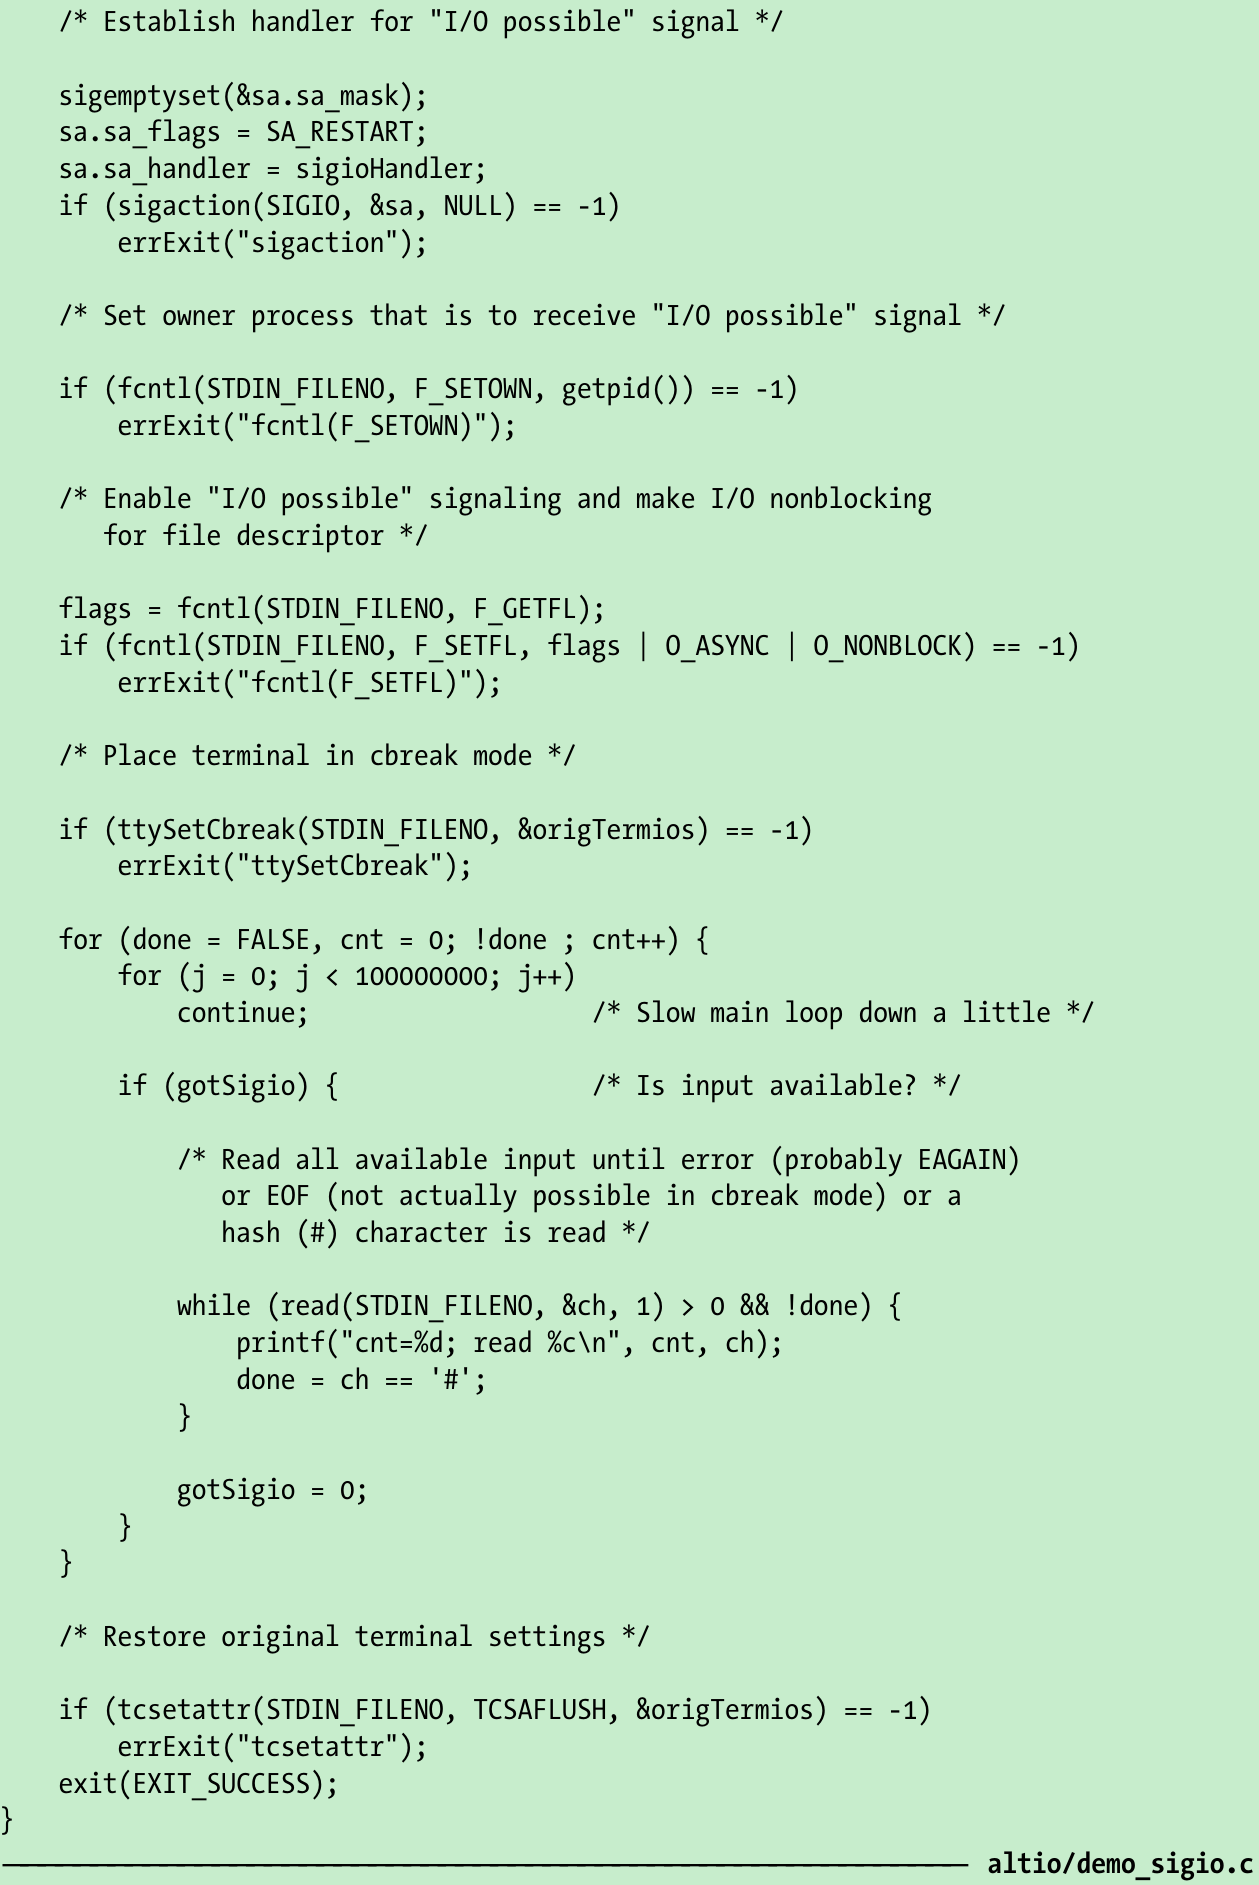 /* Establish handler for "I/O possible" signal */
sigemptyset(&sa.sa_mask);
sa.sa_flags = SA_RESTART;
sa.sa_handler = sigioHandler;
if (sigaction(SIGIO, &sa, NULL) == -1)
errExit("sigaction");
/* Set owner process that is to receive "I/O possible" signal */
if (fcntl(STDIN_FILENO, F_SETOWN, getpid()) == -1)
errExit("fcntl(F_SETOWN)");
/* Enable "I/O possible" signaling and make I/O nonblocking
for file descriptor */
flags = fcntl(STDIN_FILENO, F_GETFL);
if (fcntl(STDIN_FILENO, F_SETFL, flags | O_ASYNC | O_NONBLOCK) == -1)
errExit("fcntl(F_SETFL)");
/* Place terminal in cbreak mode */
if (ttySetCbreak(STDIN_FILENO, &origTermios) == -1)
errExit("ttySetCbreak");
for (done = FALSE, cnt = 0; !done ; cnt++) {
for (j = 0; j < 100000000; j++)
continue; /* Slow main loop down a little */
if (gotSigio) { /* Is input available? */
/* Read all available input until error (probably EAGAIN)
or EOF (not actually possible in cbreak mode) or a
hash (#) character is read */
while (read(STDIN_FILENO, &ch, 1) > 0 && !done) {
printf("cnt=%d; read %c\n", cnt, ch);
done = ch == '#';
}
gotSigio = 0;
}
}
/* Restore original terminal settings */
if (tcsetattr(STDIN_FILENO, TCSAFLUSH, &origTermios) == -1)
errExit("tcsetattr");
exit(EXIT_SUCCESS);
}
altio/demo_sigio.c